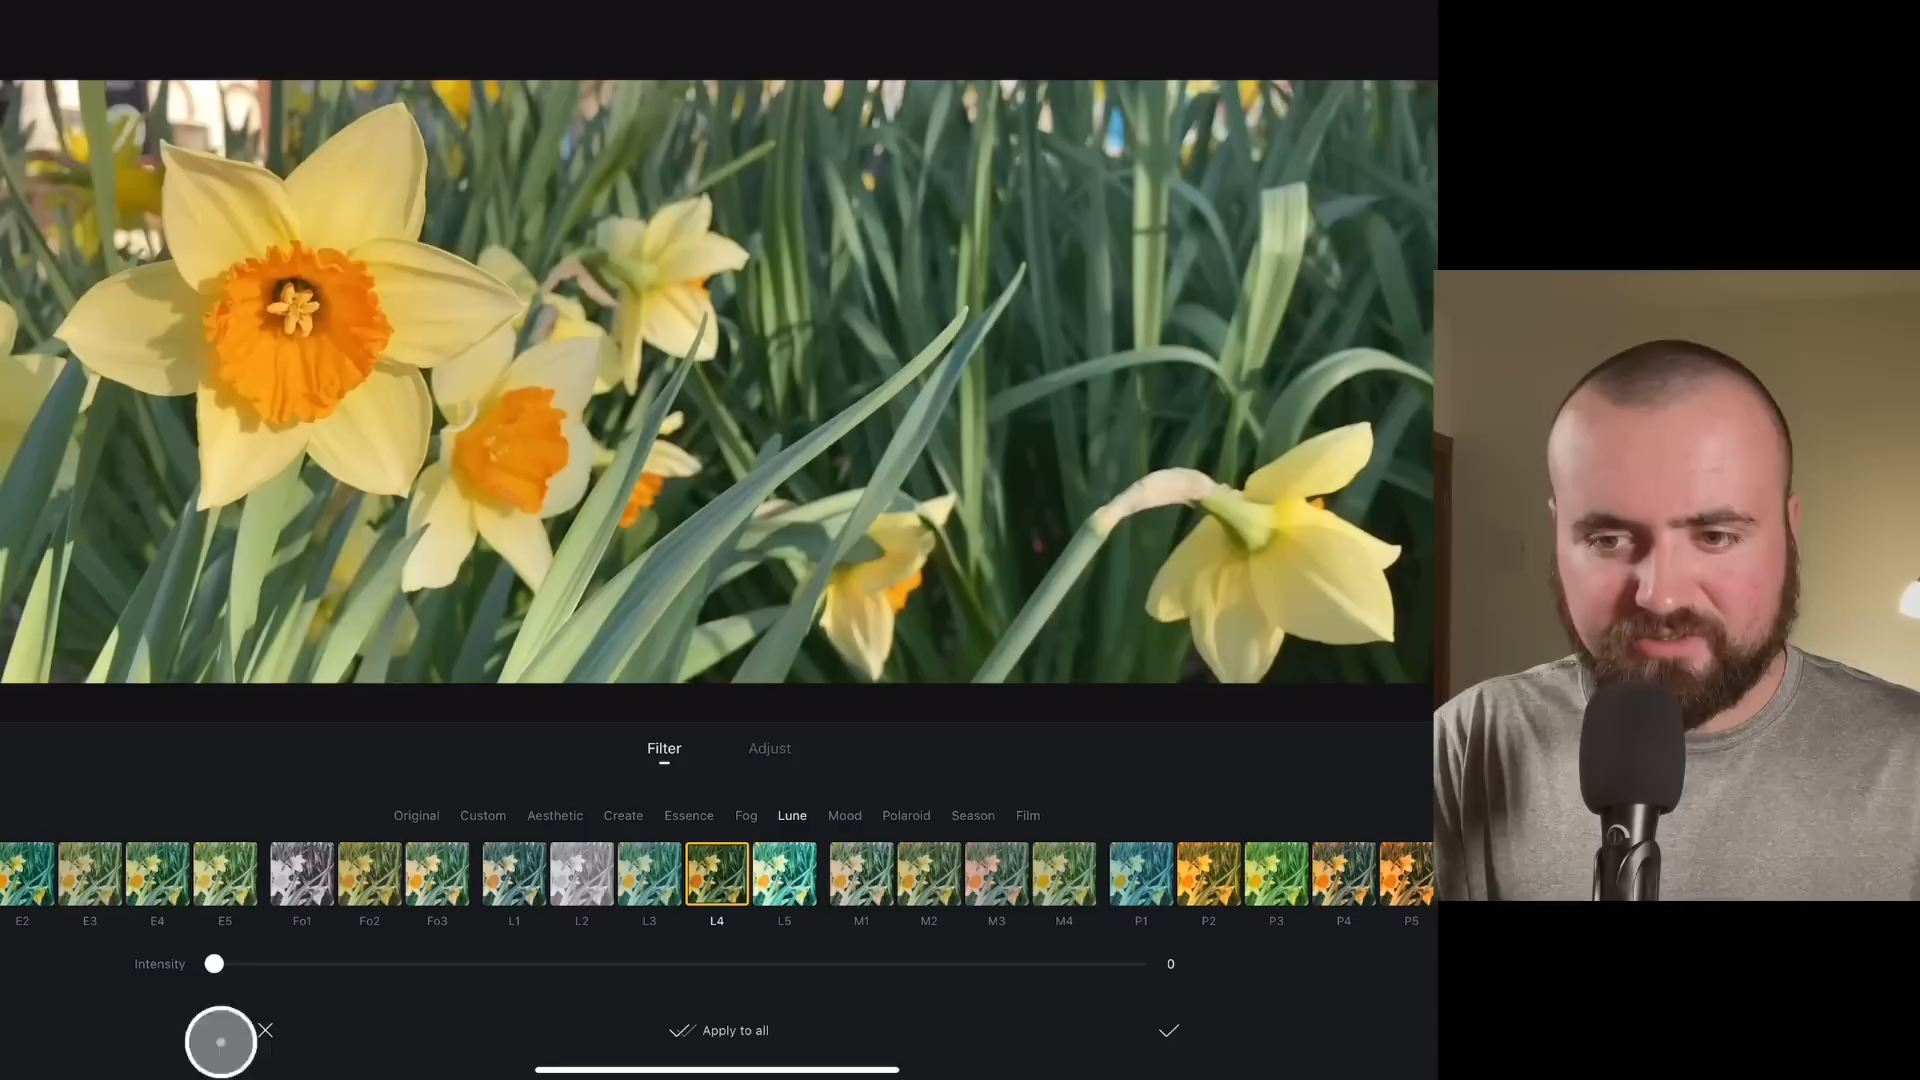 Filter Adjust
Original Custom Aesthetic Create Essence Fog Lune Mood Polaroid Season Film
E2 E3 E4 E5 Fo1 Fo2 Fo3 L1 L2 L3 L4 L5 M1 M2 M3 M4 P1 P2 P3 P4 P5
Intensity 0
Apply to all